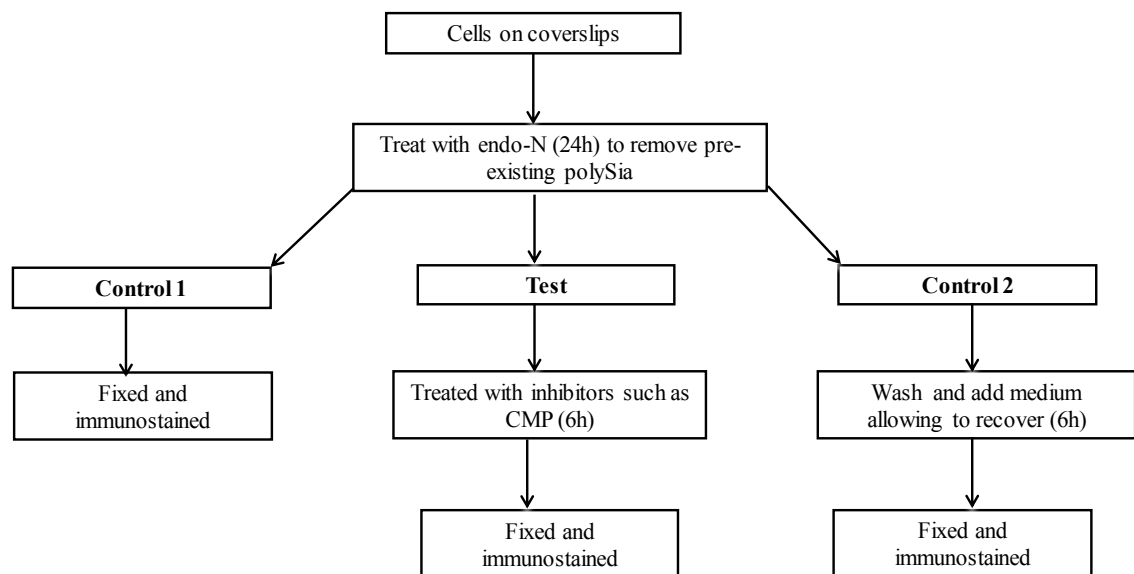 Cells on coverslips
Treat with endo-N (24h) to remove pre-
existing polySia
Control 1
Test
Control 2
Fixed and
immunostained
Treated with inhibitors such as
CMP (6h)
Wash and add medium
allowing to recover (6h)
Fixed and
immunostained
Fixed and
immunostained